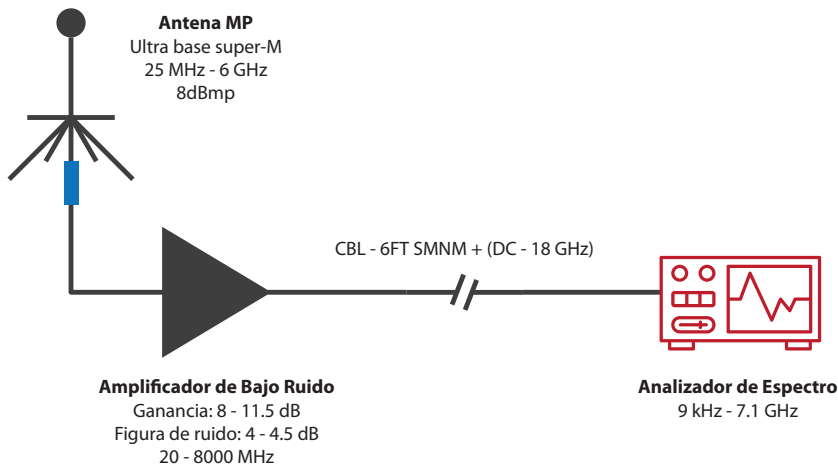 Antena MP
Ultra base super-M
25 MHz - 6 GHz
8dBmp
CBL - 6FT SMNM + (DC - 18 GHz)
Amplificador de Bajo Ruido
Ganancia: 8 - 11.5 dB
Figura de ruido: 4 - 4.5 dB
20 - 8000 MHz
Analizador de Espectro
9 kHz - 7.1 GHz